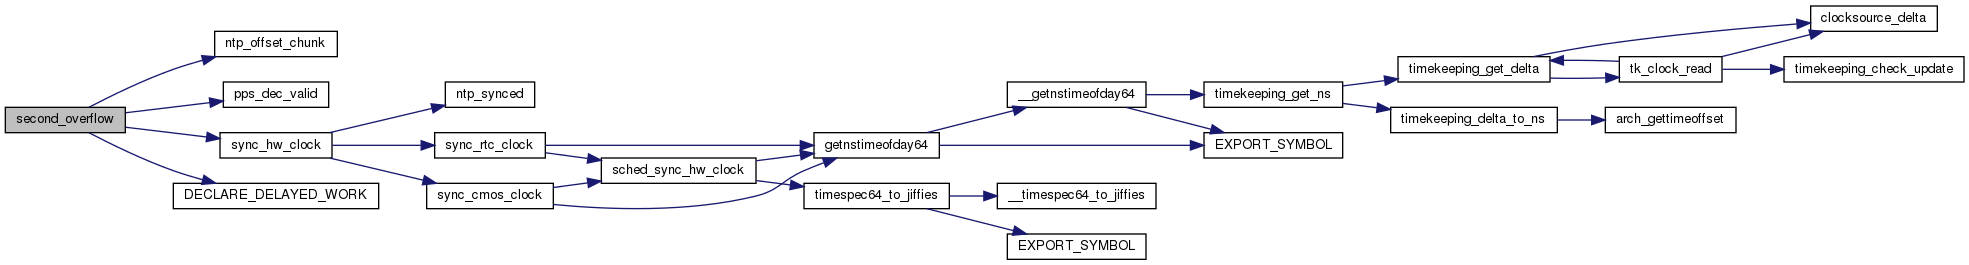 second_overflow
ntp_offset_chunk
pps_dec_valid
sync_hw_clock
DECLARE_DELAYED_WORK
ntp_synced
sync_rtc_clock
sync_cmos_clock
sched_sync_hw_clock
getnstimeofday64
timespec64_to_jiffies
__getnstimeofday64
EXPORT_SYMBOL
__timespec64_to_jiffies
EXPORT_SYMBOL
timekeeping_get_ns
timekeeping_get_delta
timekeeping_delta_to_ns
tk_clock_read
arch_gettimeoffset
clocksource_delta
timekeeping_check_update